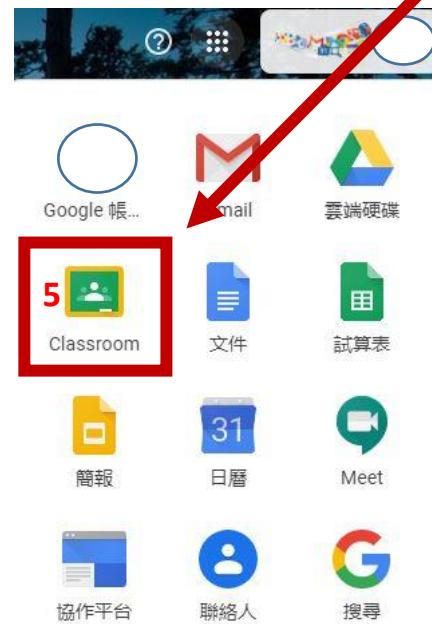 Google 帳...
mail
雲端硬碟
5
Classroom
文件
試算表
簡報
31
日曆
Meet
協作平台
聯絡人
搜尋